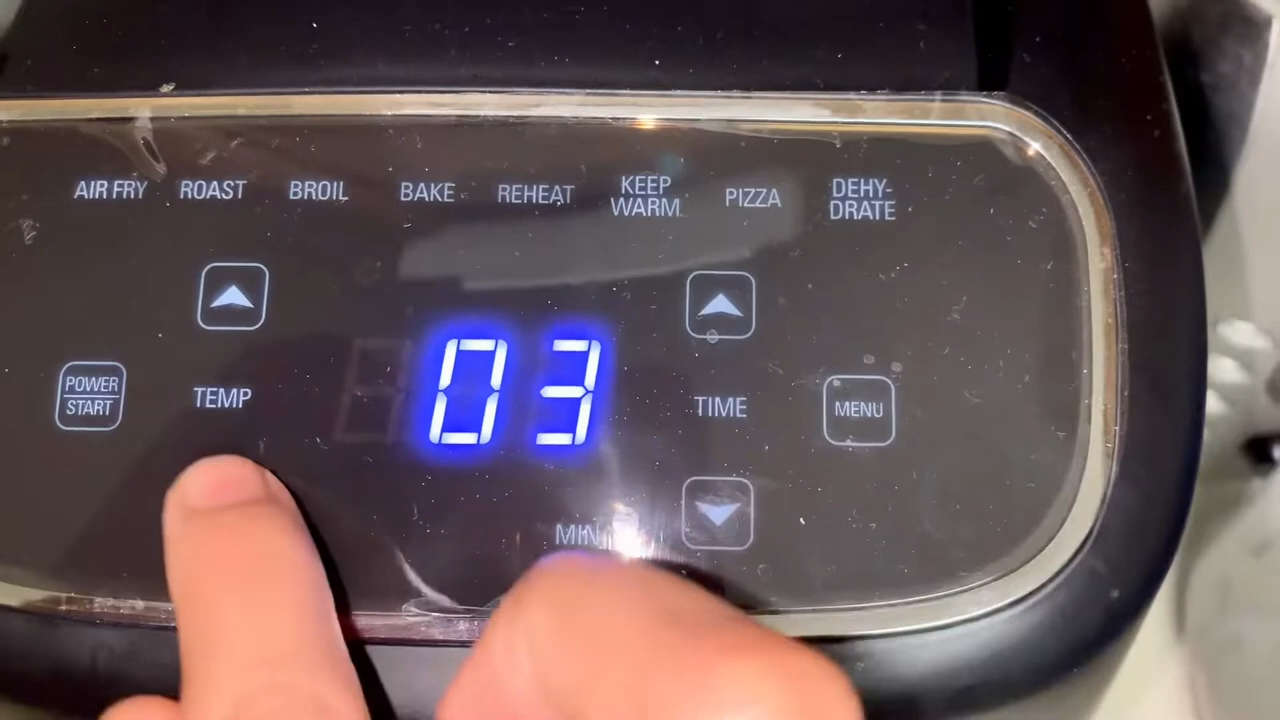 AIR FRY ROAST BROIL BAKE REHEAT KEEP WARM PIZZA DEHY-
DRATE
POWER
START
TEMP
03
TIME
MENU
MIN